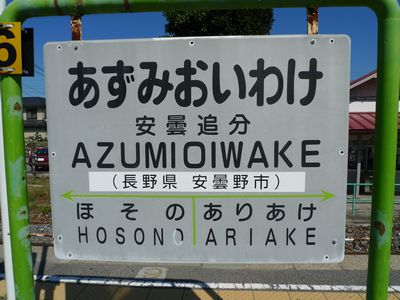 6
あずみおいわけ
安曇追分
AZUMIOIWAKE
(長野県 安曇野市)
ほその ありあけ
HOSONO ARIAKE